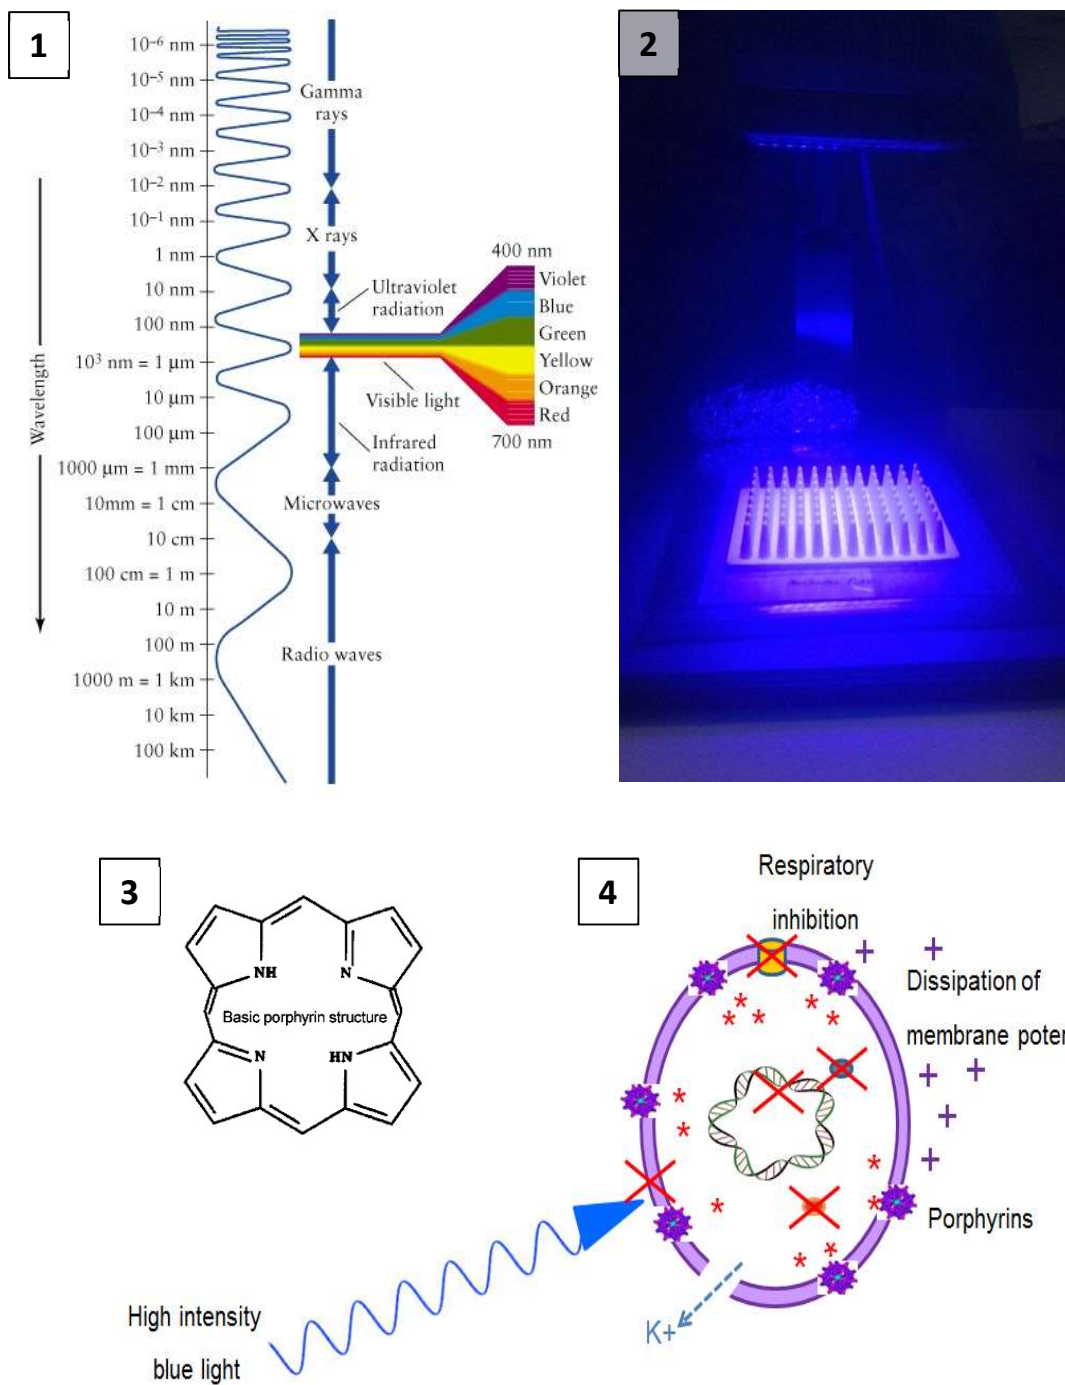 1
10⁻⁶ nm
10⁻⁵ nm
10⁻⁴ nm
10⁻³ nm
10⁻² nm
10⁻¹ nm
1 nm
10 nm
100 nm
10³ nm = 1 μm
10 μm
100 μm
1000 μm = 1 mm
10mm = 1 cm
10 cm
100 cm = 1 m
10 m
100 m
1000 m = 1 km
10 km
100 km
Wavelength
Gamma
rays
X rays
Ultraviolet
radiation
Visible light
Infrared
radiation
Microwaves
Radio waves
400 nm
Violet
Blue
Green
Yellow
Orange
Red
700 nm
2
3
NH
N
Basic porphyrin structure
N
HN
4
Respiratory
inhibition
Dissipation of
membrane poter
Porphyrins
K+
High intensity
blue light